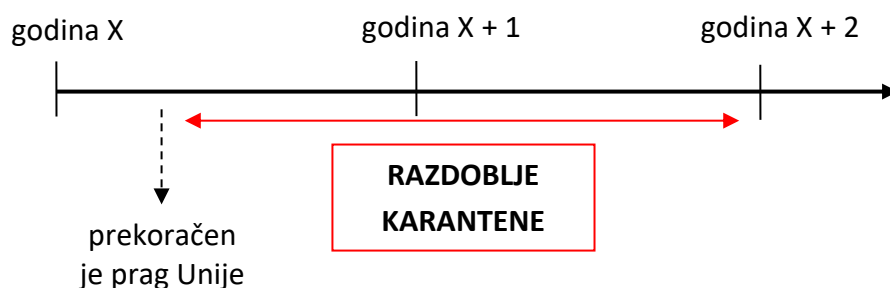 godina X
godina X + 1
godina X + 2
RAZDOBLJE
KARANTENE
prekoračen
je prag Unije